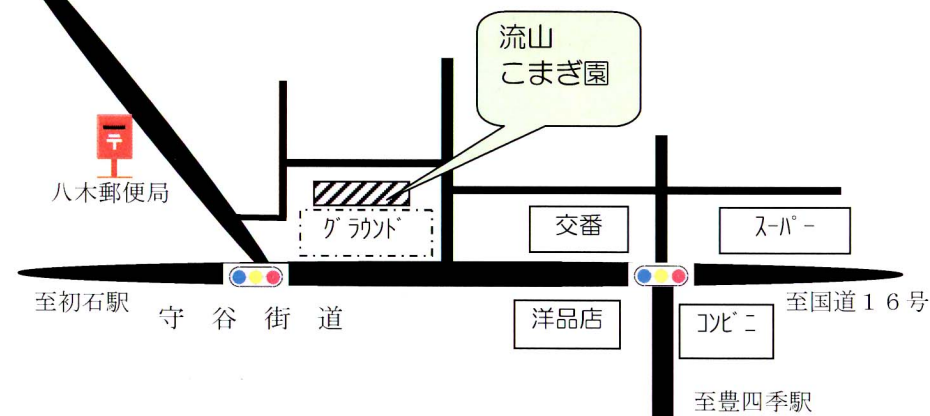 流山
こまぎ園
〒
八木郵便局
グラウンド
交番
スーパー
至初石駅
守谷街道
洋品店
コンビニ
至国道１６号
至豊四季駅